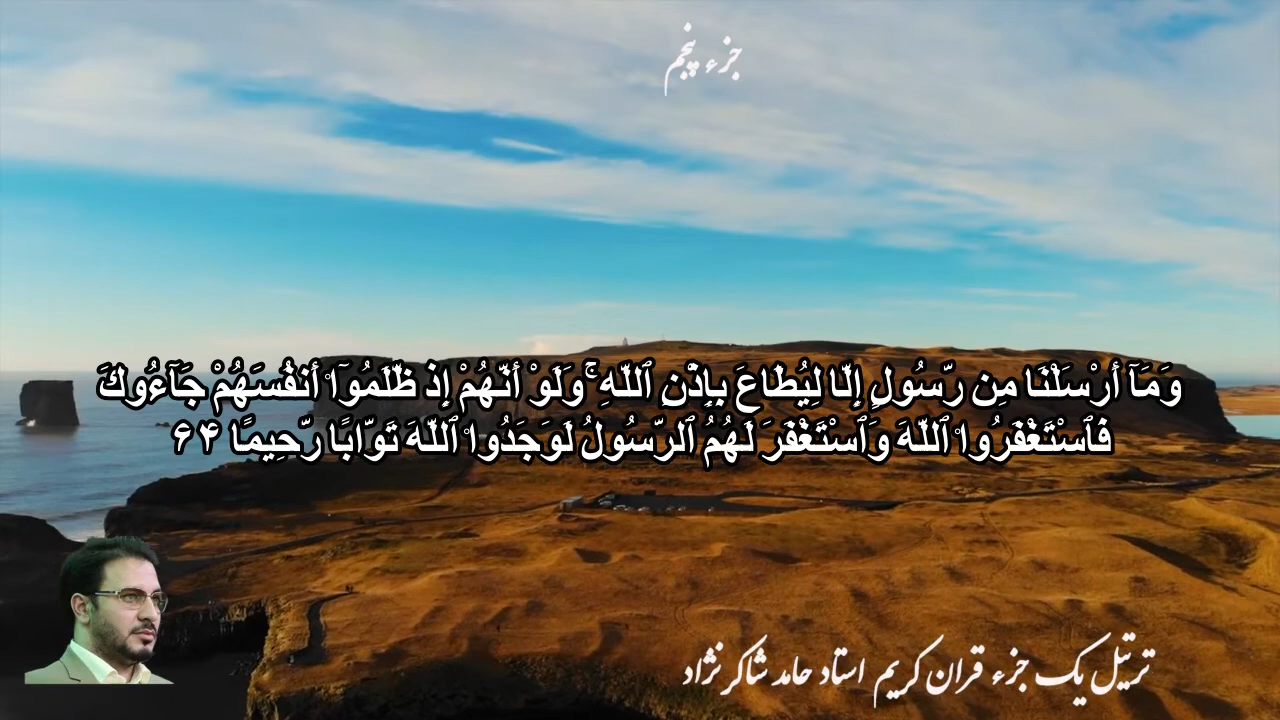 جزء پنجم
وَمَآ أَرْسَلْنَا مِن رَّسُولٍ إِلَّا لِيُطَاعَ بِإِذْنِ ٱللَّهِ ۚ وَلَوْ أَنَّهُمْ إِذ ظَّلَمُوٓا۟ أَنفُسَهُمْ جَآءُوكَ
فَٱسْتَغْفَرُوا۟ ٱللَّهَ وَٱسْتَغْفَرَ لَهُمُ ٱلرَّسُولُ لَوَجَدُوا۟ ٱللَّهَ تَوَّابًا رَّحِيمًا ۶۴
ترتیل یک جزء قران کریم استاد حامد شاکرنژاد